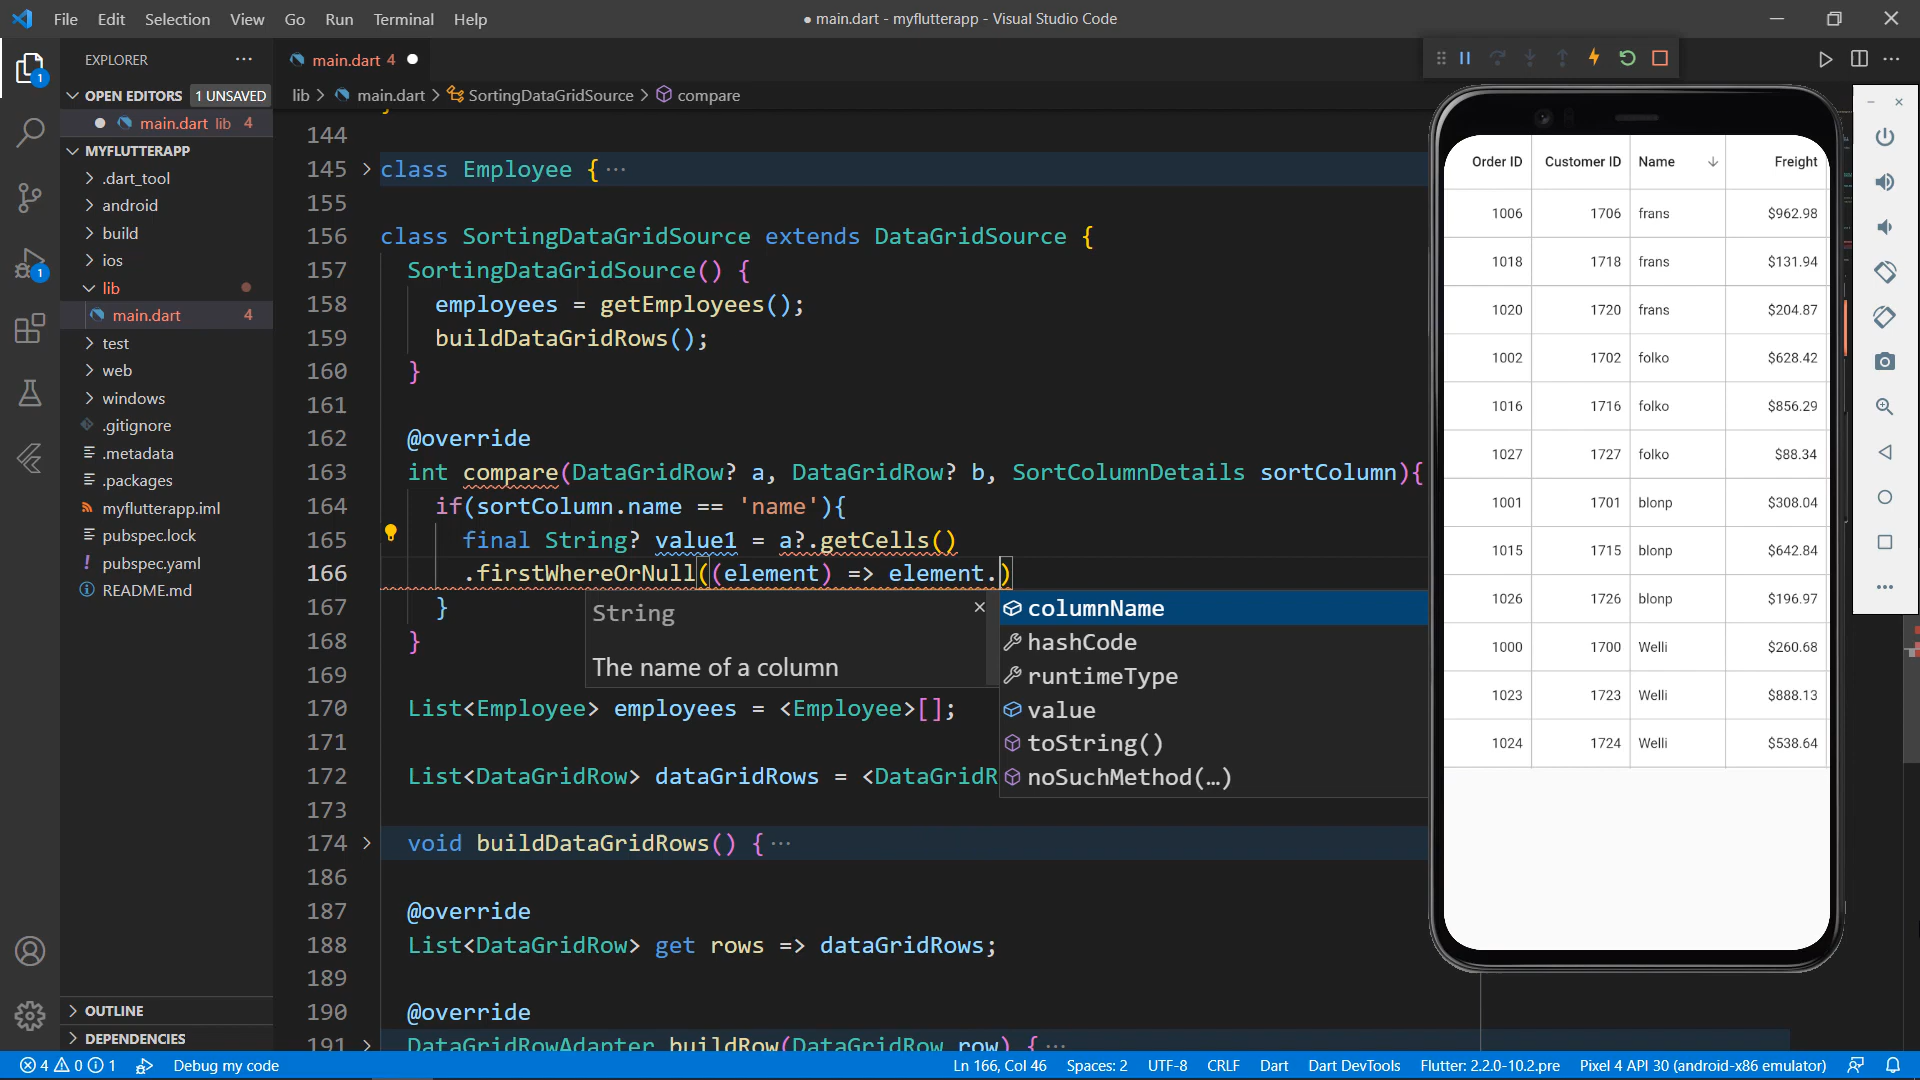 File Edit Selection View Go Run Terminal Help
● main.dart - myflutterapp - Visual Studio Code
EXPLORER
OPEN EDITORS 1 UNSAVED
main.dart lib 4
MYFLUTTERAPP
.dart_tool
android
build
ios
lib
main.dart 4
test
web
windows
.gitignore
.metadata
.packages
myflutterapp.iml
pubspec.lock
pubspec.yaml
README.md
OUTLINE
DEPENDENCIES
1
1
main.dart 4
lib > main.dart > SortingDataGridSource > compare
144
145 class Employee { ···
155
156 class SortingDataGridSource extends DataGridSource {
157 SortingDataGridSource() {
158 employees = getEmployees();
159 buildDataGridRows();
160 }
161
162 @override
163 int compare(DataGridRow? a, DataGridRow? b, SortColumnDetails sortColumn){
164 if(sortColumn.name == 'name'){
165 final String? value1 = a?.getCells()
166 .firstWhereOrNull((element) => element.)
167 }
168 }
169
170 List<Employee> employees = <Employee>[];
171
172 List<DataGridRow> dataGridRows = <DataGridR
173
174 void buildDataGridRows() { ···
186
187 @override
188 List<DataGridRow> get rows => dataGridRows;
189
190 @override
191 DataGridRowAdapter buildRow(DataGridRow row) { ···
String
The name of a column
columnName
hashCode
runtimeType
value
toString()
noSuchMethod(…)
Order ID Customer ID Name Freight
1006 1706 frans $962.98
1018 1718 frans $131.94
1020 1720 frans $204.87
1002 1702 folko $628.42
1016 1716 folko $856.29
1027 1727 folko $88.34
1001 1701 blonp $308.04
1015 1715 blonp $642.84
1026 1726 blonp $196.97
1000 1700 Welli $260.68
1023 1723 Welli $888.13
1024 1724 Welli $538.64
4 0 1 Debug my code
Ln 166, Col 46 Spaces: 2 UTF-8 CRLF Dart Dart DevTools Flutter: 2.2.0-10.2.pre Pixel 4 API 30 (android-x86 emulator)